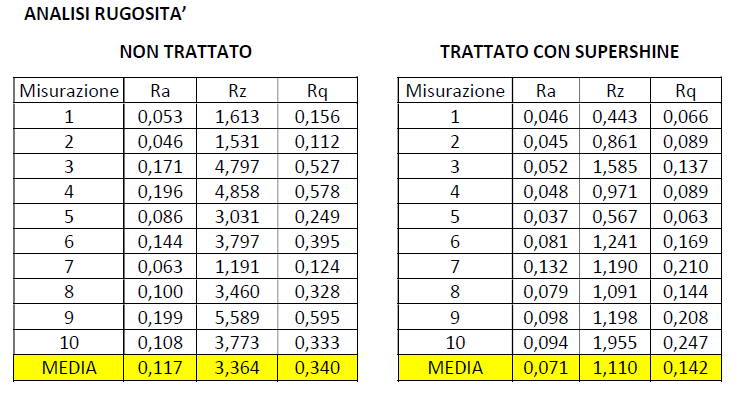 ANALISI RUGOSITA’
NON TRATTATO
Misurazione Ra Rz Rq
1 0,053 1,613 0,156
2 0,046 1,531 0,112
3 0,171 4,797 0,527
4 0,196 4,858 0,578
5 0,086 3,031 0,249
6 0,144 3,797 0,395
7 0,063 1,191 0,124
8 0,100 3,460 0,328
9 0,199 5,589 0,595
10 0,108 3,773 0,333
MEDIA 0,117 3,364 0,340
TRATTATO CON SUPERSHINE
Misurazione Ra Rz Rq
1 0,046 0,443 0,066
2 0,045 0,861 0,089
3 0,052 1,585 0,137
4 0,048 0,971 0,089
5 0,037 0,567 0,063
6 0,081 1,241 0,169
7 0,132 1,190 0,210
8 0,079 1,091 0,144
9 0,098 1,198 0,208
10 0,094 1,955 0,247
MEDIA 0,071 1,110 0,142